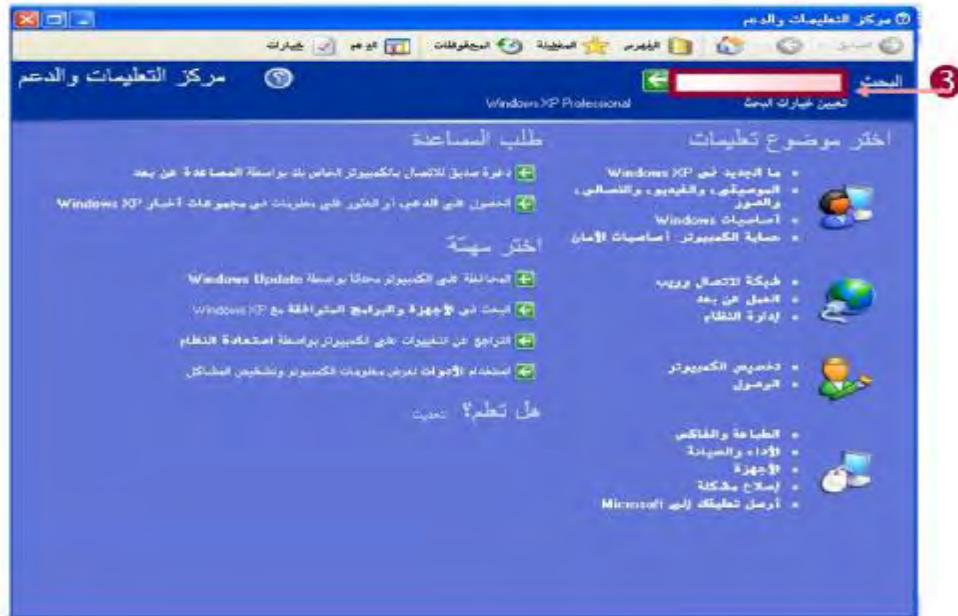 مركز التعليمات والدعم
السابق الفهرس المفضلة المحفوظات الدعم خيارات
البحث
3
تعيين خيارات البحث
Windows XP Professional
مركز التعليمات والدعم
اختر موضوع تعليمات
ما الجديد في Windows XP
الموسيقى، والفيديو، والتسالي،
والصور
أساسيات Windows
حماية الكمبيوتر: أساسيات الأمان
شبكة الاتصال وويب
العمل عن بعد
إدارة النظام
تخصيص الكمبيوتر
الوصول
الطباعة والفاكس
الأداء والصيانة
الأجهزة
إصلاح مشكلة
أرسل تعليقك إلى Microsoft
طلب المساعدة
دعوة صديق للاتصال بالكمبيوتر الخاص بك بواسطة المساعدة عن بعد
الحصول على الدعم، أو العثور على معلومات في مجموعات أخبار Windows XP
اختر مهمّة
المحافظة على الكمبيوتر محدثا بواسطة Windows Update
البحث في الأجهزة والبرامج المتوافقة مع Windows XP
التراجع عن التغييرات على الكمبيوتر بواسطة استعادة النظام
استخدام الأدوات لعرض معلومات الكمبيوتر وتشخيص المشاكل
هل تعلم؟ تحديث